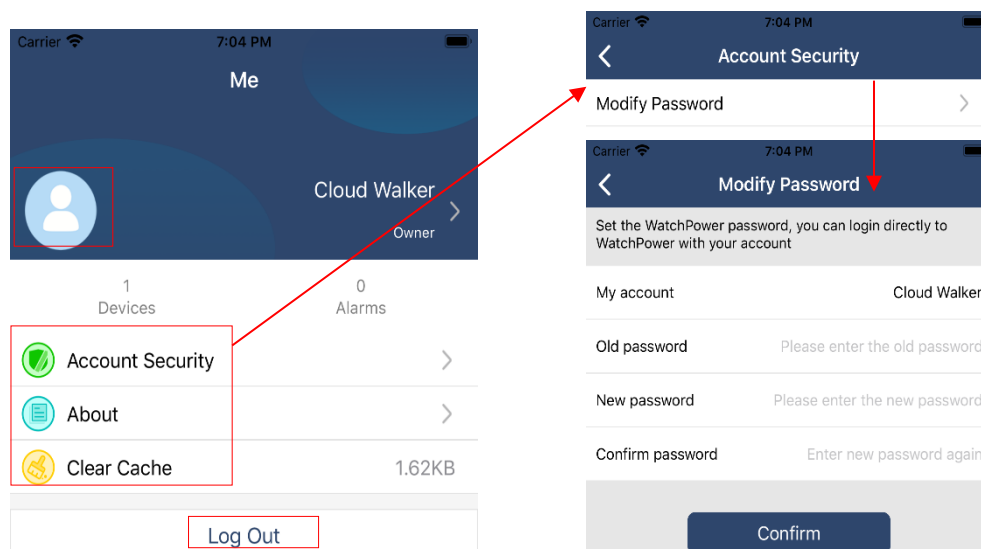 Carrier 7:04 PM
Me
Cloud Walker
Owner
1 0
Devices Alarms
Account Security
About
Clear Cache 1.62KB
Log Out
Carrier 7:04 PM
Account Security
Modify Password
Carrier 7:04 PM
Modify Password
Set the WatchPower password, you can login directly to
WatchPower with your account
My account Cloud Walker
Old password Please enter the old password
New password Please enter the new password
Confirm password Enter new password again
Confirm